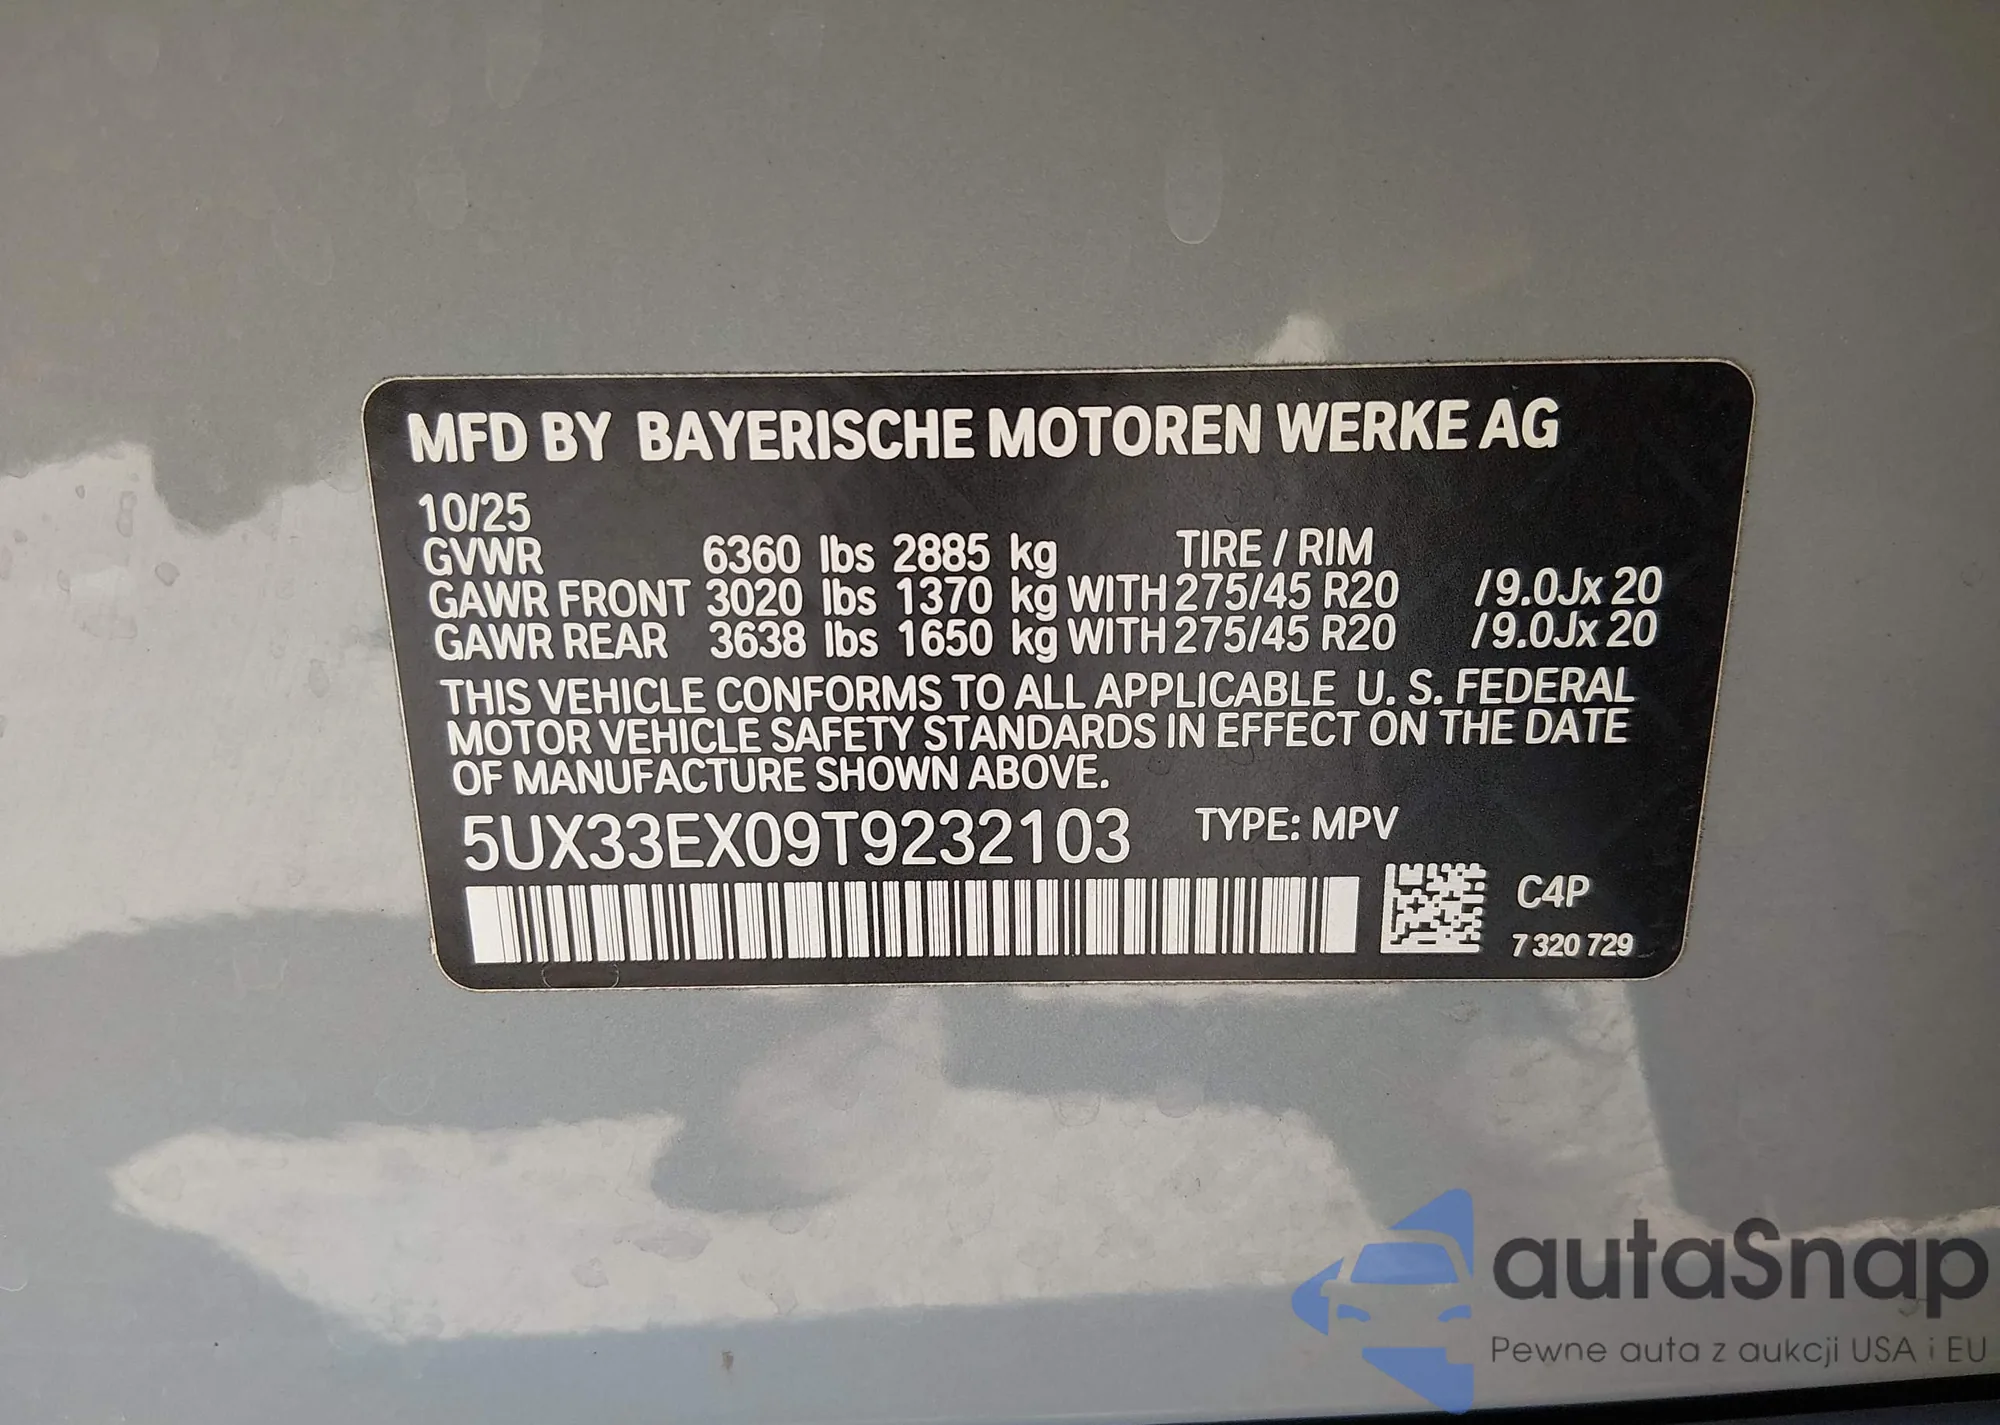 MFD BY BAYERISCHE MOTOREN WERKE AG
10/25
GVWR 6360 lbs 2885 kg TIRE / RIM
GAWR FRONT 3020 lbs 1370 kg WITH 275/45 R20 /9.0Jx 20
GAWR REAR 3638 lbs 1650 kg WITH 275/45 R20 /9.0Jx 20
THIS VEHICLE CONFORMS TO ALL APPLICABLE U. S. FEDERAL
MOTOR VEHICLE SAFETY STANDARDS IN EFFECT ON THE DATE
OF MANUFACTURE SHOWN ABOVE.
5UX33EX09T9232103 TYPE: MPV
C4P
7 320 729
autaSnap
Pewne auta z aukcji USA i EU